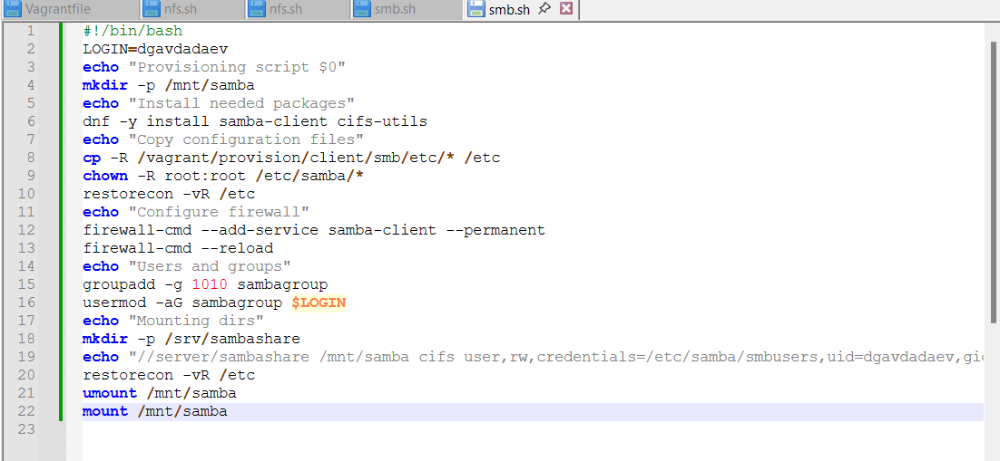 Vagrantfile nfs.sh nfs.sh smb.sh smb.sh
1 #!/bin/bash
2 LOGIN=dgavdadaev
3 echo "Provisioning script $0"
4 mkdir -p /mnt/samba
5 echo "Install needed packages"
6 dnf -y install samba-client cifs-utils
7 echo "Copy configuration files"
8 cp -R /vagrant/provision/client/smb/etc/* /etc
9 chown -R root:root /etc/samba/*
10 restorecon -vR /etc
11 echo "Configure firewall"
12 firewall-cmd --add-service samba-client --permanent
13 firewall-cmd --reload
14 echo "Users and groups"
15 groupadd -g 1010 sambagroup
16 usermod -aG sambagroup $LOGIN
17 echo "Mounting dirs"
18 mkdir -p /srv/sambashare
19 echo "//server/sambashare /mnt/samba cifs user,rw,credentials=/etc/samba/smbusers,uid=dgavdadaev,
20 restorecon -vR /etc
21 umount /mnt/samba
22 mount /mnt/samba
23